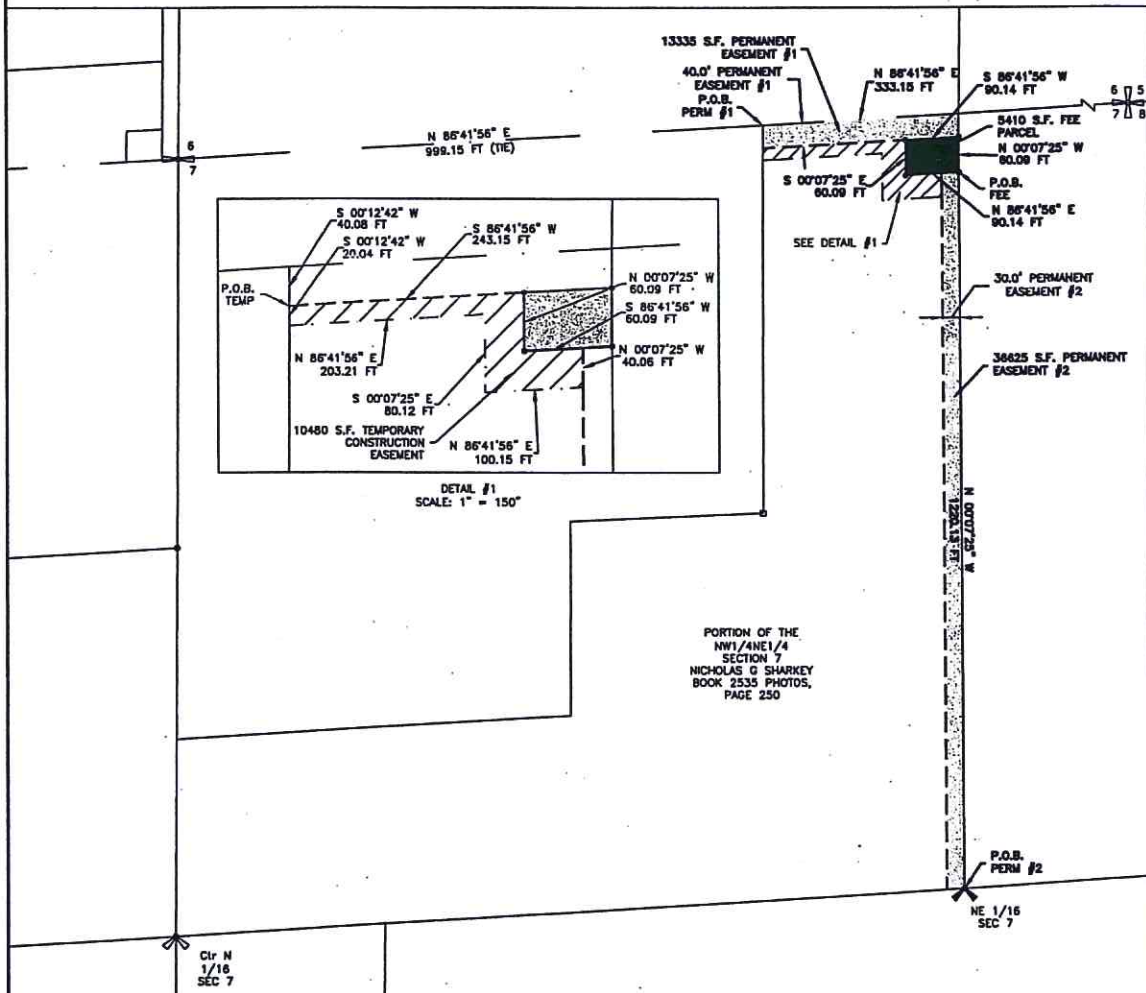 13335 S.F. PERMANENT
EASEMENT #1
40.0' PERMANENT
EASEMENT #1
P.O.B.
PERM #1
N 86°41'56" E
333.15 FT
S 86°41'56" W
90.14 FT
6 5
7 8
5410 S.F. FEE
PARCEL
N 00°07'25" W
60.09 FT
P.O.B.
FEE
N 86°41'56" E
90.14 FT
S 00°07'25" E
60.09 FT
SEE DETAIL #1
N 86°41'56" E
999.15 FT (TIE)
6
7
30.0' PERMANENT
EASEMENT #2
36625 S.F. PERMANENT
EASEMENT #2
N 00°07'25" W
1220.13 FT
S 00°12'42" W
40.08 FT
S 00°12'42" W
20.04 FT
S 86°41'56" W
243.15 FT
P.O.B.
TEMP
N 00°07'25" W
60.09 FT
S 86°41'56" W
60.09 FT
N 00°07'25" W
40.06 FT
N 86°41'56" E
203.21 FT
S 00°07'25" E
80.12 FT
10480 S.F. TEMPORARY
CONSTRUCTION
EASEMENT
N 86°41'56" E
100.15 FT
DETAIL #1
SCALE: 1" = 150"
PORTION OF THE
NW1/4NE1/4
SECTION 7
NICHOLAS G SHARKEY
BOOK 2535 PHOTOS,
PAGE 250
P.O.B.
PERM #2
NE 1/16
SEC 7
Ctr N
1/16
SEC 7